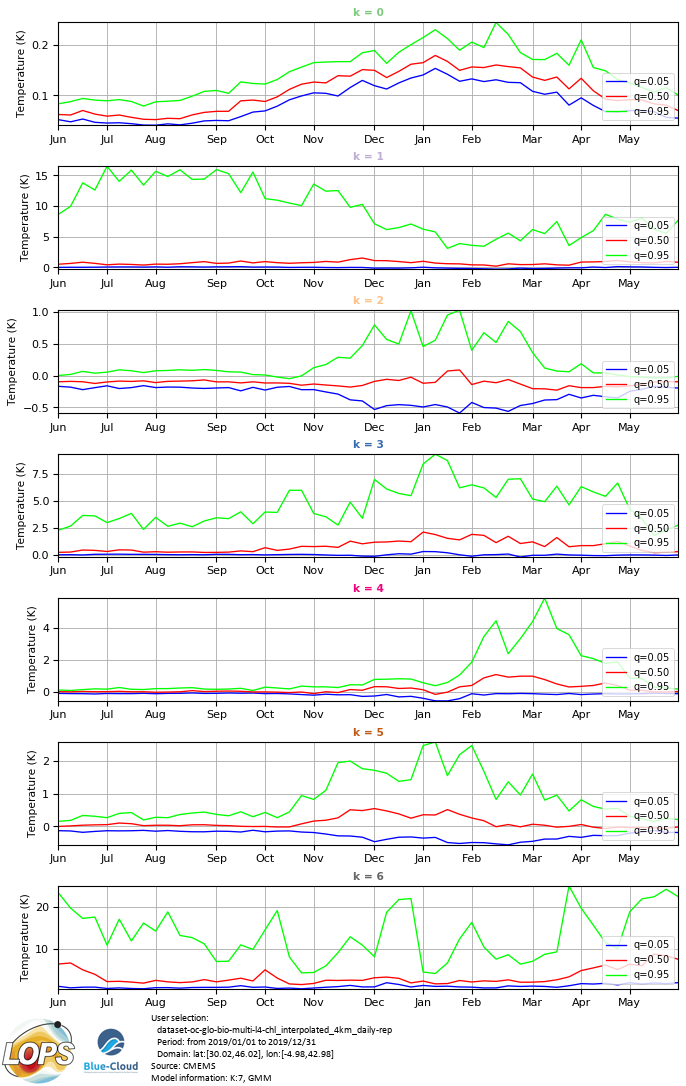 k = 0
Temperature (K)
0.2
0.1
q=0.05
q=0.50
q=0.95
Jun Jul Aug Sep Oct Nov Dec Jan Feb Mar Apr May
k = 1
Temperature (K)
15
10
5
0
q=0.05
q=0.50
q=0.95
Jun Jul Aug Sep Oct Nov Dec Jan Feb Mar Apr May
k = 2
Temperature (K)
1.0
0.5
0.0
−0.5
q=0.05
q=0.50
q=0.95
Jun Jul Aug Sep Oct Nov Dec Jan Feb Mar Apr May
k = 3
Temperature (K)
7.5
5.0
2.5
0.0
q=0.05
q=0.50
q=0.95
Jun Jul Aug Sep Oct Nov Dec Jan Feb Mar Apr May
k = 4
Temperature (K)
4
2
0
q=0.05
q=0.50
q=0.95
Jun Jul Aug Sep Oct Nov Dec Jan Feb Mar Apr May
k = 5
Temperature (K)
2
1
0
q=0.05
q=0.50
q=0.95
Jun Jul Aug Sep Oct Nov Dec Jan Feb Mar Apr May
k = 6
Temperature (K)
20
10
q=0.05
q=0.50
q=0.95
Jun Jul Aug Sep Oct Nov Dec Jan Feb Mar Apr May
LOPS
Blue-Cloud
User selection:
dataset-oc-glo-bio-multi-l4-chl_interpolated_4km_daily-rep
Period: from 2019/01/01 to 2019/12/31
Domain: lat:[30.02,46.02], lon:[-4.98,42.98]
Source: CMEMS
Model information: K:7, GMM